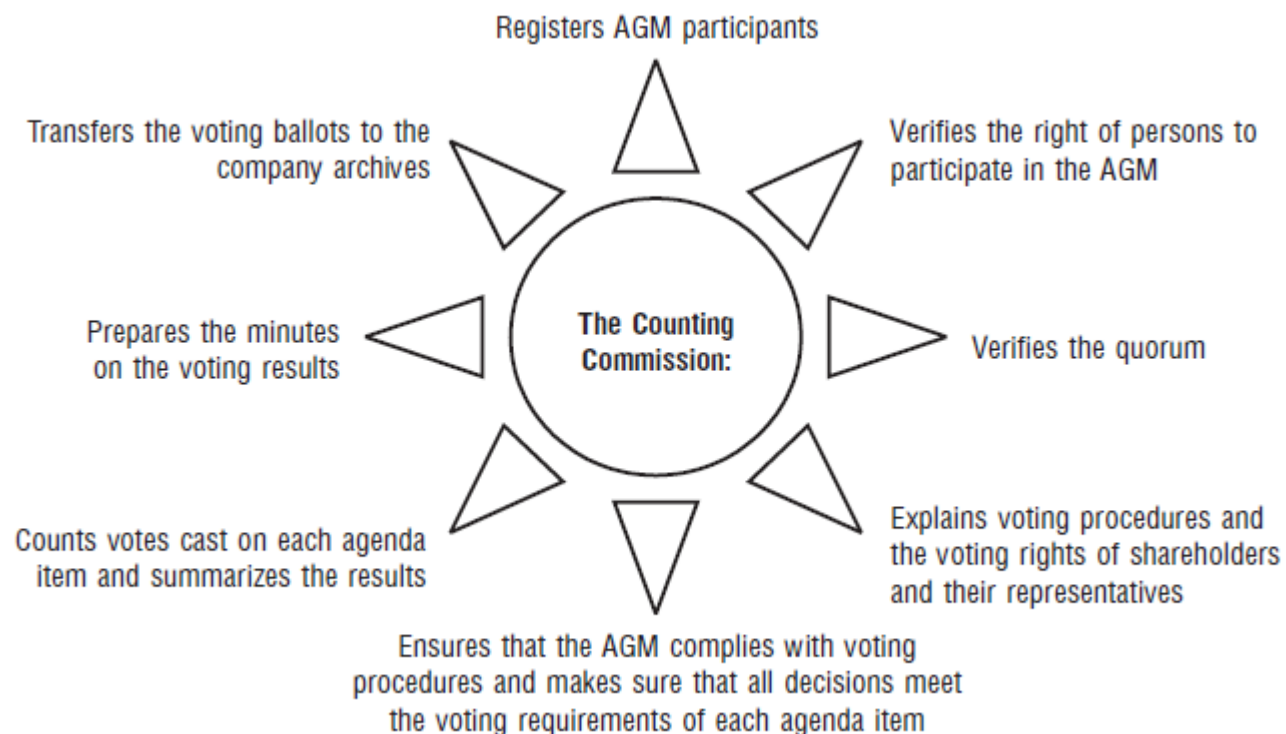 Registers AGM participants
Verifies the right of persons to
participate in the AGM
Verifies the quorum
Explains voting procedures and
the voting rights of shareholders
and their representatives
Ensures that the AGM complies with voting
procedures and makes sure that all decisions meet
the voting requirements of each agenda item
Counts votes cast on each agenda
item and summarizes the results
Prepares the minutes
on the voting results
Transfers the voting ballots to the
company archives
The Counting
Commission: